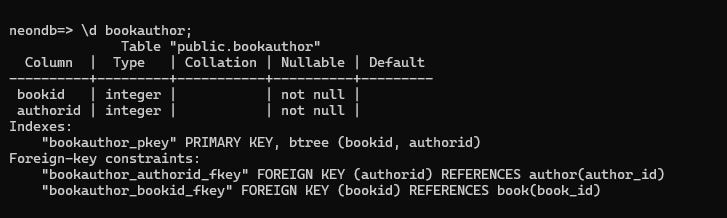 neondb=> \d bookauthor;
Table "public.bookauthor"
Column | Type | Collation | Nullable | Default
----------+---------+-----------+----------+---------
bookid | integer | | not null |
authorid | integer | | not null |
Indexes:
"bookauthor_pkey" PRIMARY KEY, btree (bookid, authorid)
Foreign-key constraints:
"bookauthor_authorid_fkey" FOREIGN KEY (authorid) REFERENCES author(author_id)
"bookauthor_bookid_fkey" FOREIGN KEY (bookid) REFERENCES book(book_id)